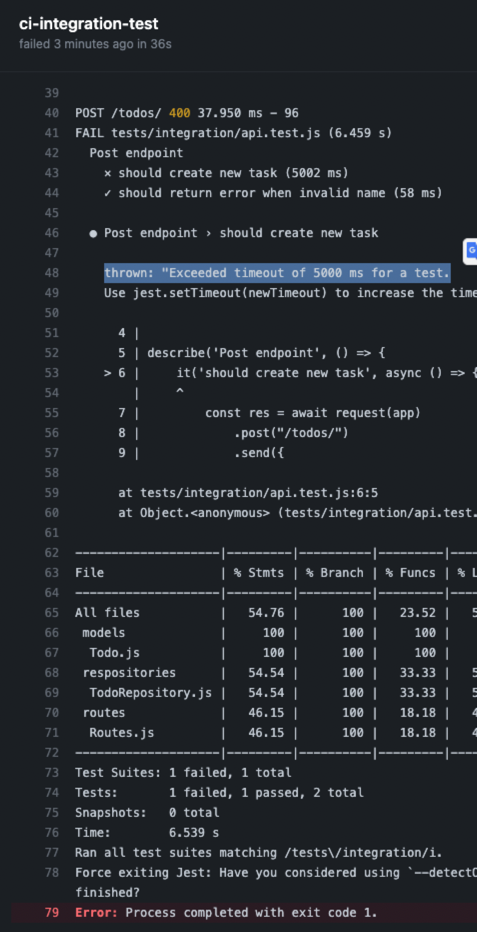 ci-integration-test
failed 3 minutes ago in 36s
39
40 POST /todos/ 400 37.950 ms - 96
41 FAIL tests/integration/api.test.js (6.459 s)
42 Post endpoint
43 × should create new task (5002 ms)
44 ✓ should return error when invalid name (58 ms)
45
46 ● Post endpoint › should create new task
47
48 thrown: "Exceeded timeout of 5000 ms for a test.
49 Use jest.setTimeout(newTimeout) to increase the time
50
51 4 |
52 5 | describe('Post endpoint', () => {
53 > 6 | it('should create new task', async () => {
54 | ^
55 7 | const res = await request(app)
56 8 | .post("/todos/")
57 9 | .send({
58
59 at tests/integration/api.test.js:6:5
60 at Object.<anonymous> (tests/integration/api.test.
61
62 --------------------|---------|----------|---------|----
63 File | % Stmts | % Branch | % Funcs | % L
64 --------------------|---------|----------|---------|----
65 All files | 54.76 | 100 | 23.52 | 5
66 models | 100 | 100 | 100 |
67 Todo.js | 100 | 100 | 100 |
68 respositories | 54.54 | 100 | 33.33 | 5
69 TodoRepository.js | 54.54 | 100 | 33.33 | 5
70 routes | 46.15 | 100 | 18.18 | 4
71 Routes.js | 46.15 | 100 | 18.18 | 4
72 --------------------|---------|----------|---------|----
73 Test Suites: 1 failed, 1 total
74 Tests: 1 failed, 1 passed, 2 total
75 Snapshots: 0 total
76 Time: 6.539 s
77 Ran all test suites matching /tests\/integration/i.
78 Force exiting Jest: Have you considered using `--detectO
finished?
79 Error: Process completed with exit code 1.